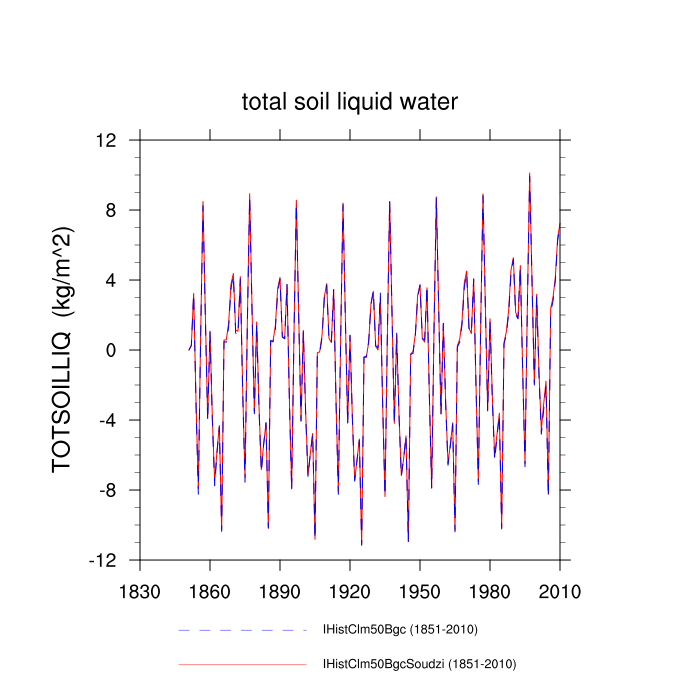 total soil liquid water
TOTSOILLIQ (kg/m^2)
12
8
4
0
-4
-8
-12
1830 1860 1890 1920 1950 1980 2010
IHistClm50Bgc (1851-2010)
IHistClm50BgcSoudzi (1851-2010)